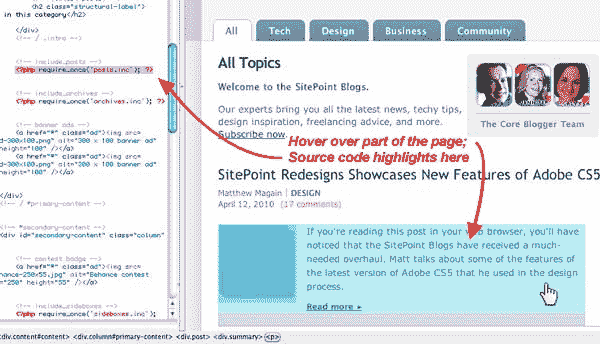 <h2 class="structural-label">
in this category</h2>
</div>
<!-- / .intro -->
<!-- include_posts -->
<?php require_once('posts.inc'); ?>
<!-- include_archives -->
<?php require_once('archives.inc'); ?>
<!-- banner ads -->
<a href="#" class="ad"><img src
d-300x100.png" alt="300 x 100 banner ad
"100" /></a>
<a href="#" class="ad"><img src
d-300x100.png" alt="300 x 100 banner ad
"100" /></a>
</div>
<!-- / #primary-content -->
<!-- #secondary-content -->
<div id="secondary-content" class="column"
<!-- contest badge -->
<a href="#" class="ad"><img src
nance-250x55.jpg" alt="Behance contest
="250" height="55" /></a>
<!-- include_sideboxes -->
<?php require_once('sideboxes.inc');
All
Tech
Design
Business
Community
All Topics
Welcome to the SitePoint Blogs.
Our experts bring you all the latest news, techy tips,
design inspiration, freelancing advice, and more.
Subscribe now.
The Core Blogger Team
Hover over part of the page;
Source code highlights here
SitePoint Redesigns Showcases New Features of Adobe CS5
Matthew Magain | DESIGN
April 12, 2010 (17 comments)
If you're reading this post in your web browser, you'll have
noticed that the SitePoint Blogs have received a much-
needed overhaul. Matt talks about some of the features of
the latest version of Adobe CS5 that he used in the design
process.
Read more ▸
<div.content#content> <div.column#primary-content> <div.post> <div.summary> <p>